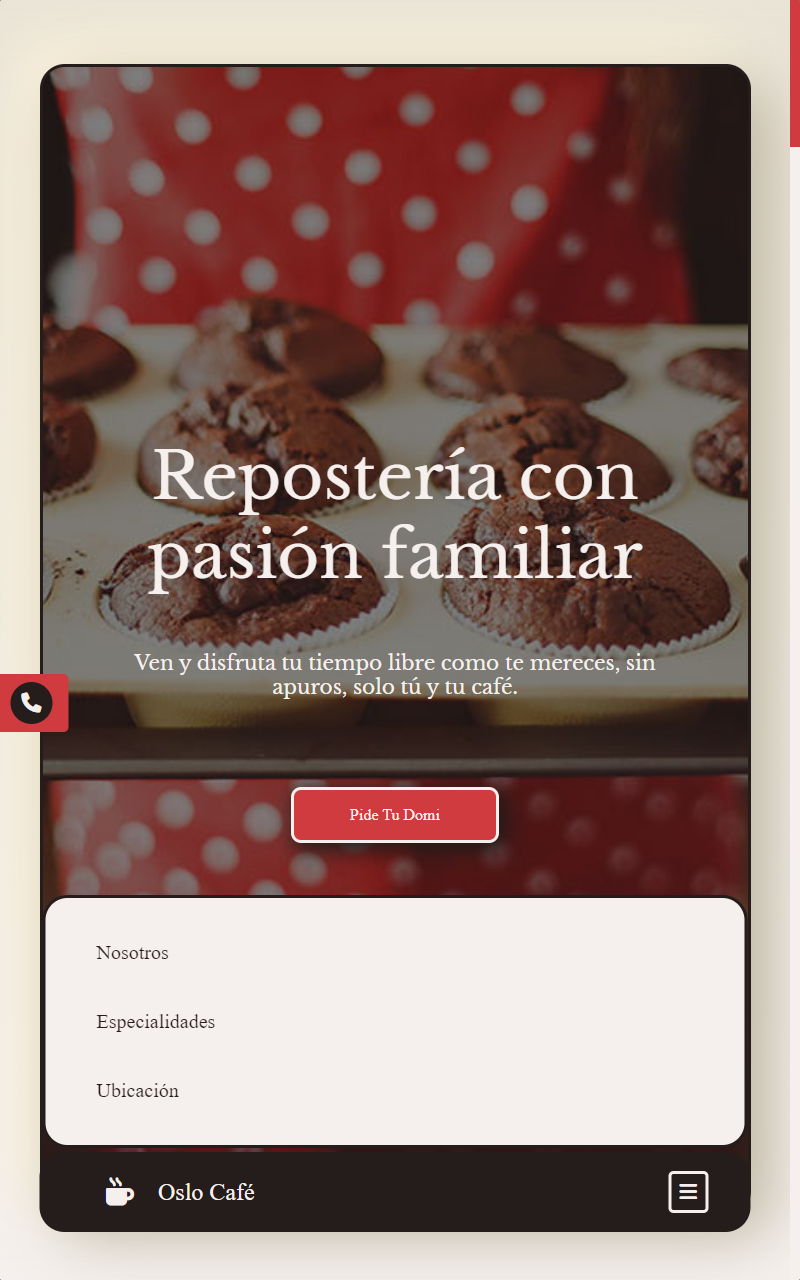 Repostería con
pasión familiar
Ven y disfruta tu tiempo libre como te mereces, sin
apuros, solo tú y tu café.
Pide Tu Domi
Nosotros
Especialidades
Ubicación
Oslo Café